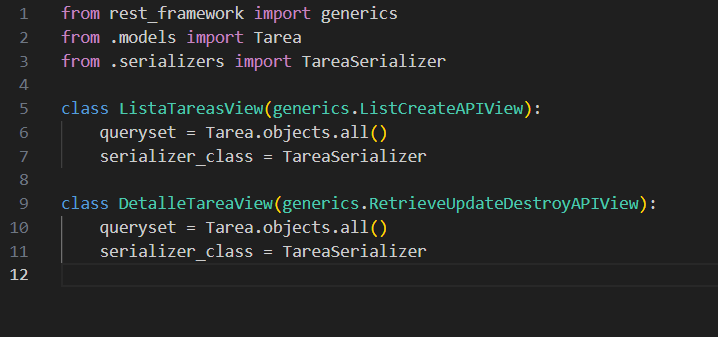 1 from rest_framework import generics
2 from .models import Tarea
3 from .serializers import TareaSerializer
4
5 class ListaTareasView(generics.ListCreateAPIView):
6     queryset = Tarea.objects.all()
7     serializer_class = TareaSerializer
8
9 class DetalleTareaView(generics.RetrieveUpdateDestroyAPIView):
10     queryset = Tarea.objects.all()
11     serializer_class = TareaSerializer
12